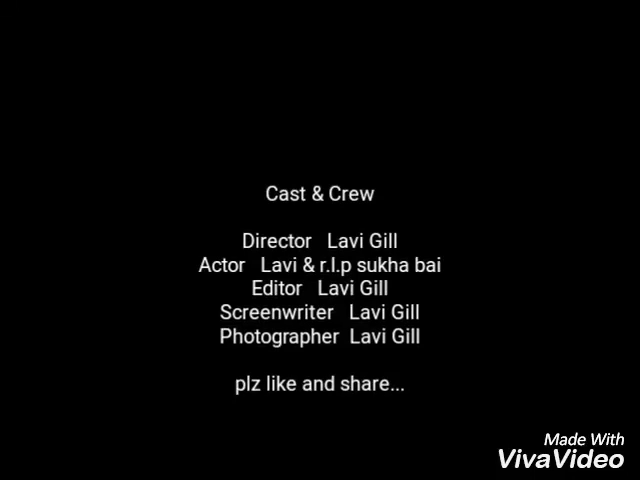 Cast & Crew
Director Lavi Gill
Actor Lavi & r.l.p sukha bai
Editor Lavi Gill
Screenwriter Lavi Gill
Photographer Lavi Gill
plz like and share...
Made With
VivaVideo